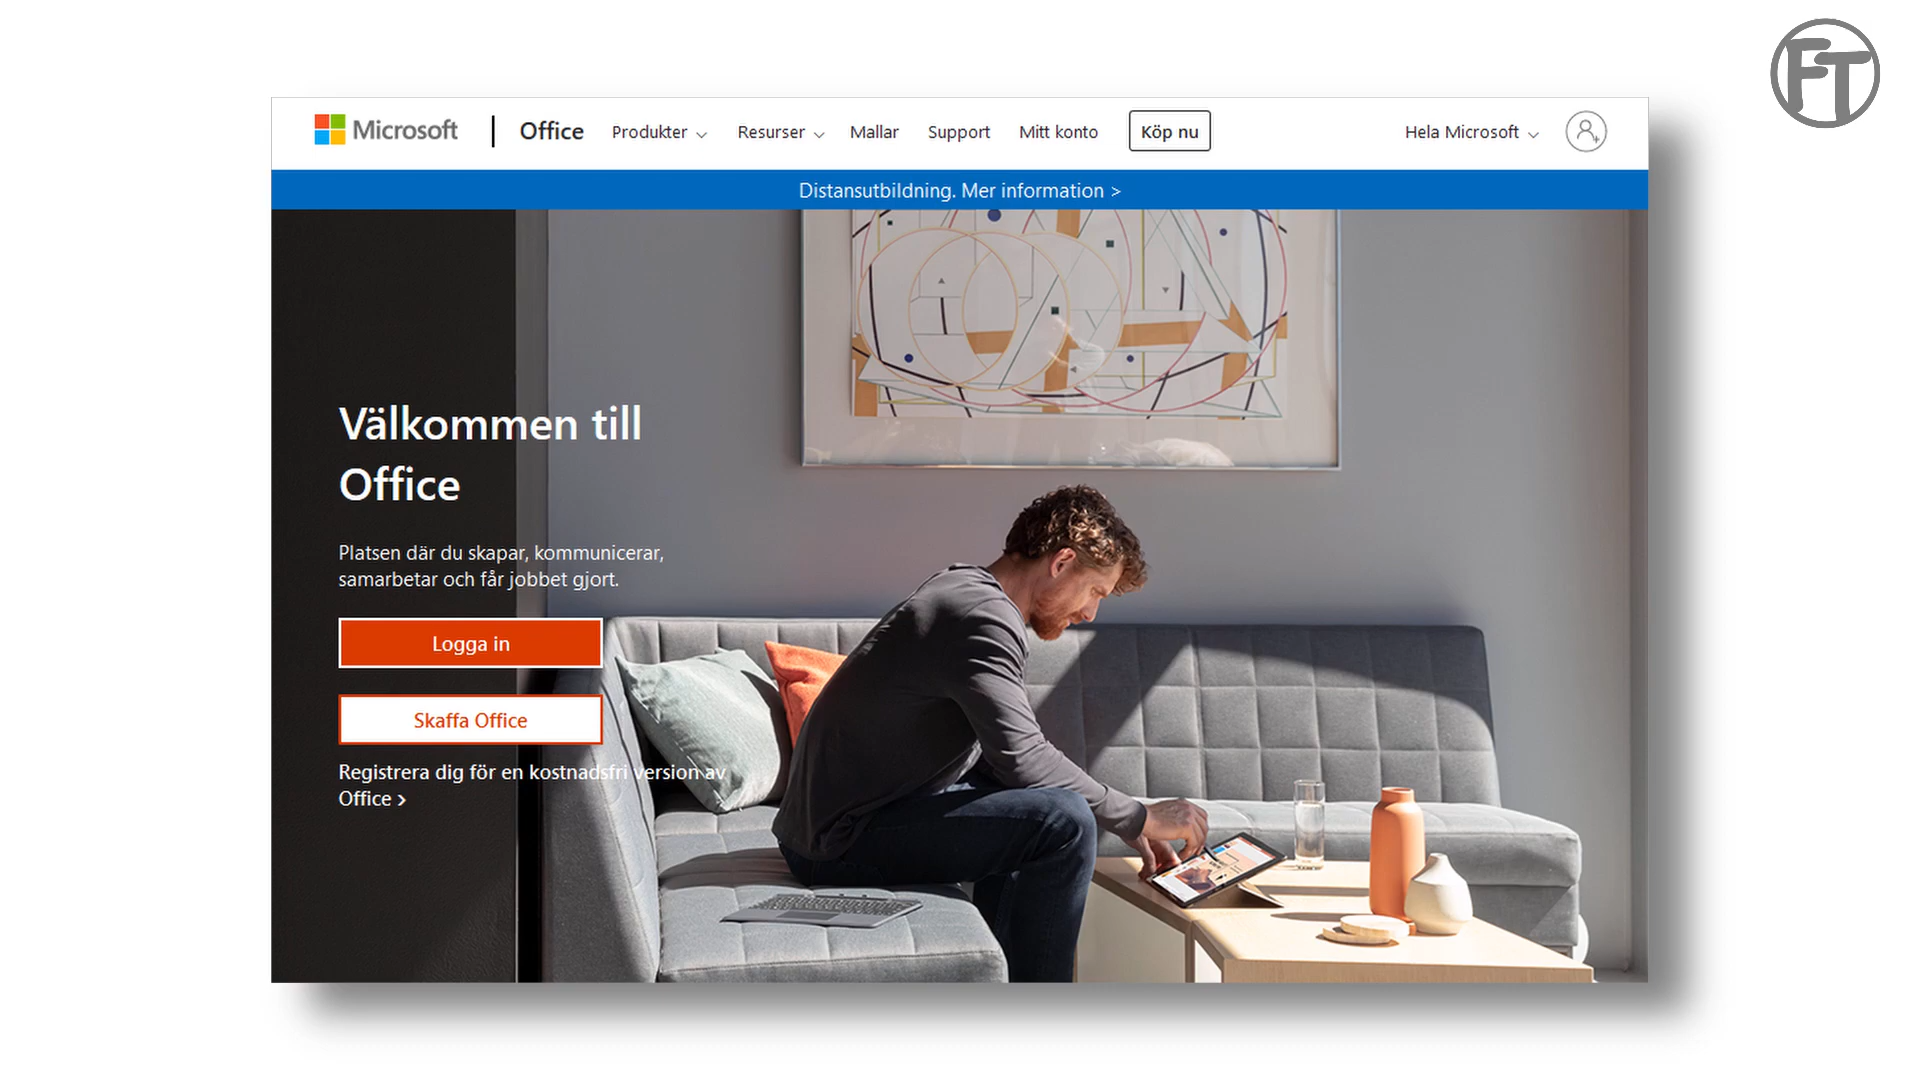 FT
Microsoft
Office
Produkter
Resurser
Mallar
Support
Mitt konto
Köp nu
Hela Microsoft
Distansutbildning. Mer information >
Välkommen till
Office
Platsen där du skapar, kommunicerar,
samarbetar och får jobbet gjort.
Logga in
Skaffa Office
Registrera dig för en kostnadsfri version av
Office >